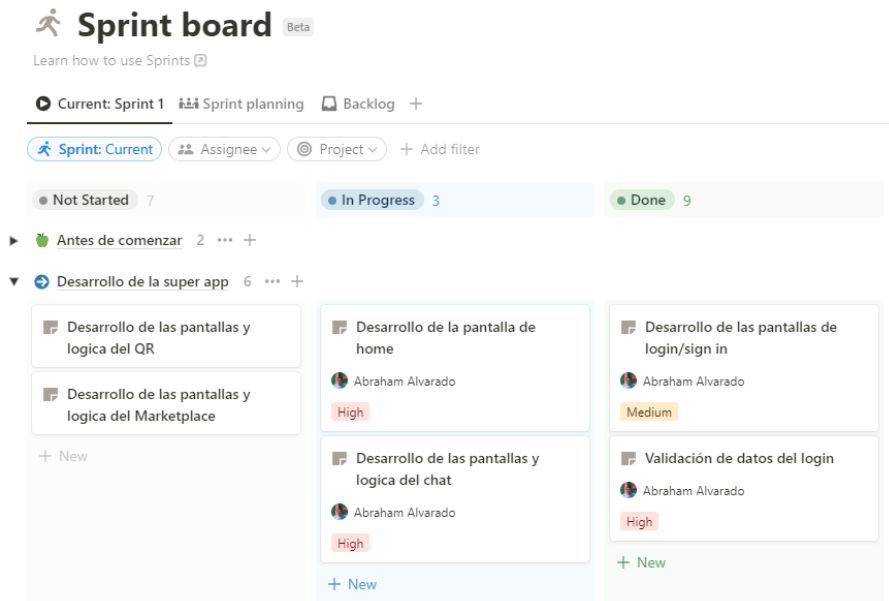 Sprint board Beta
Learn how to use Sprints
Current: Sprint 1 Sprint planning Backlog
Sprint: Current Assignee Project Add filter
Not Started 7 In Progress 3 Done 9
Antes de comenzar 2
Desarrollo de la super app 6
Desarrollo de las pantallas y
logica del QR
Desarrollo de las pantallas y
logica del Marketplace
New
Desarrollo de la pantalla de
home
Abraham Alvarado
High
Desarrollo de las pantallas y
logica del chat
Abraham Alvarado
High
New
Desarrollo de las pantallas de
login/sign in
Abraham Alvarado
Medium
Validación de datos del login
Abraham Alvarado
High
New